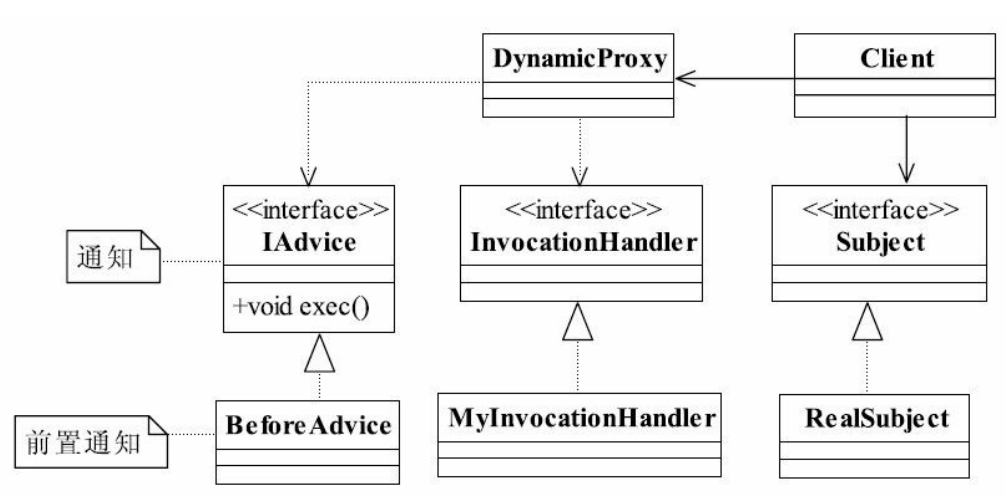 DynamicProxy
Client
<<interface>>
IAdvice
<<interface>>
InvocationHandler
<<interface>>
Subject
通知
+void exec()
BeforeAdvice
MyInvocationHandler
RealSubject
前置通知